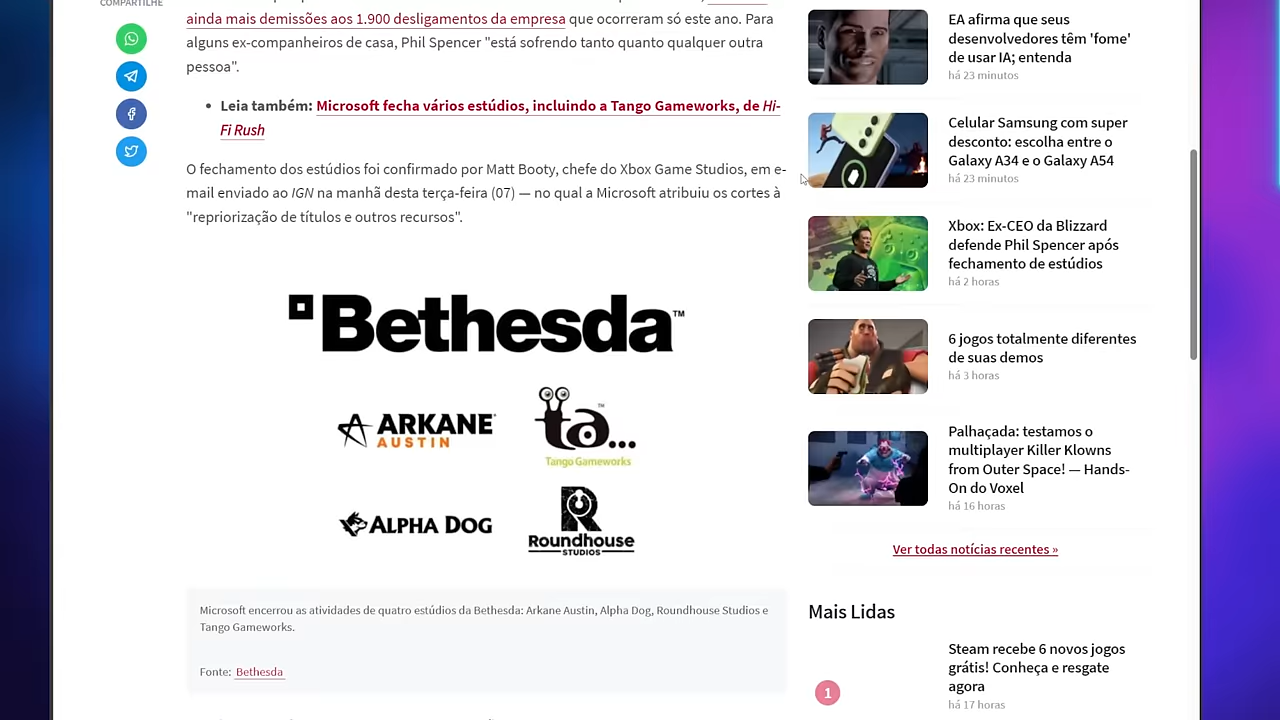 COMPARTILHE
ainda mais demissões aos 1.900 desligamentos da empresa que ocorreram só este ano. Para
alguns ex-companheiros de casa, Phil Spencer "está sofrendo tanto quanto qualquer outra
pessoa".
• Leia também: Microsoft fecha vários estúdios, incluindo a Tango Gameworks, de Hi-
Fi Rush
O fechamento dos estúdios foi confirmado por Matt Booty, chefe do Xbox Game Studios, em e-
mail enviado ao IGN na manhã desta terça-feira (07) — no qual a Microsoft atribuiu os cortes à
"repriorização de títulos e outros recursos".
Bethesda™
ARKANE
AUSTIN
ta...™
Tango Gameworks
ALPHA DOG
R
Roundhouse
STUDIOS
Microsoft encerrou as atividades de quatro estúdios da Bethesda: Arkane Austin, Alpha Dog, Roundhouse Studios e
Tango Gameworks.
Fonte: Bethesda
EA afirma que seus
desenvolvedores têm 'fome'
de usar IA; entenda
há 23 minutos
Celular Samsung com super
desconto: escolha entre o
Galaxy A34 e o Galaxy A54
há 23 minutos
Xbox: Ex-CEO da Blizzard
defende Phil Spencer após
fechamento de estúdios
há 2 horas
6 jogos totalmente diferentes
de suas demos
há 3 horas
Palhaçada: testamos o
multiplayer Killer Klowns
from Outer Space! — Hands-
On do Voxel
há 16 horas
Ver todas notícias recentes »
Mais Lidas
1
Steam recebe 6 novos jogos
grátis! Conheça e resgate
agora
há 17 horas